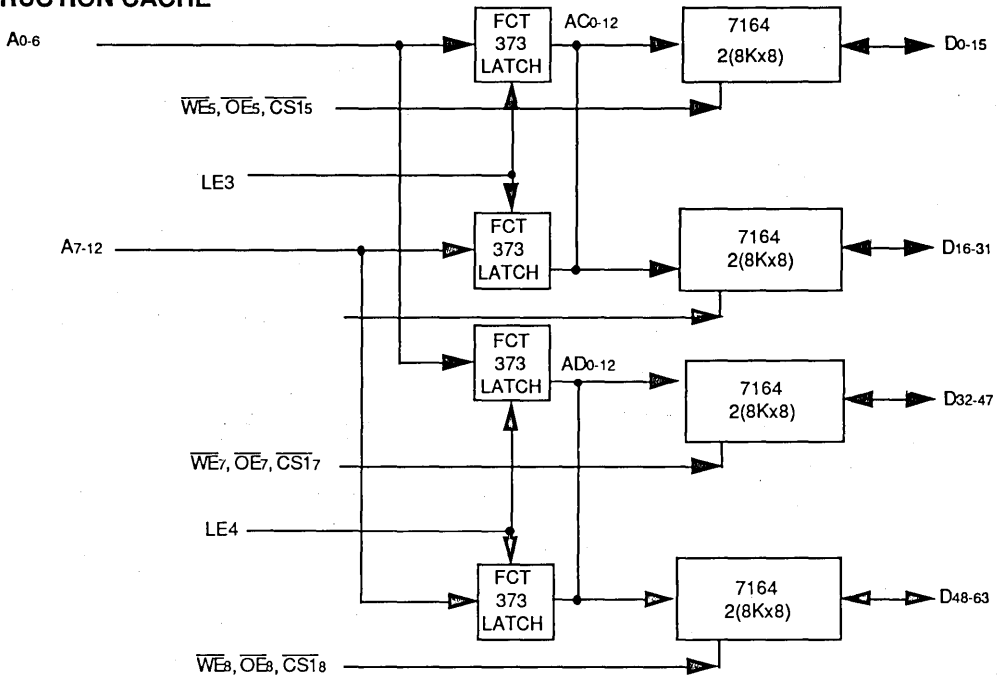 RUCTION CACHE
A0-6
FCT
373
LATCH
AC0-12
7164
2(8Kx8)
D0-15
WE5, OE5, CS15
LE3
A7-12
FCT
373
LATCH
7164
2(8Kx8)
D16-31
FCT
373
LATCH
AD0-12
7164
2(8Kx8)
D32-47
WE7, OE7, CS17
LE4
FCT
373
LATCH
7164
2(8Kx8)
D48-63
WE8, OE8, CS18